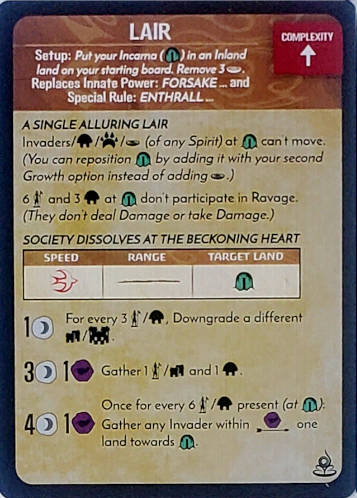 LAIR
COMPLEXITY
Setup: Put your Incarna ( ) in an Inland
land on your starting board. Remove 3 .
Replaces Innate Power: FORSAKE ... and
Special Rule: ENTHRALL ...
A SINGLE ALLURING LAIR
Invaders/ / / (of any Spirit) at can't move.
(You can reposition by adding it with your second
Growth option instead of adding .)
6 and 3 at don't participate in Ravage.
(They don't deal Damage or take Damage.)
SOCIETY DISSOLVES AT THE BECKONING HEART
SPEED RANGE TARGET LAND
1 For every 3 / , Downgrade a different
/ .
3 1 Gather 1 / and 1 .
Once for every 6 / present (at ):
4 1 Gather any Invader within one
land towards .